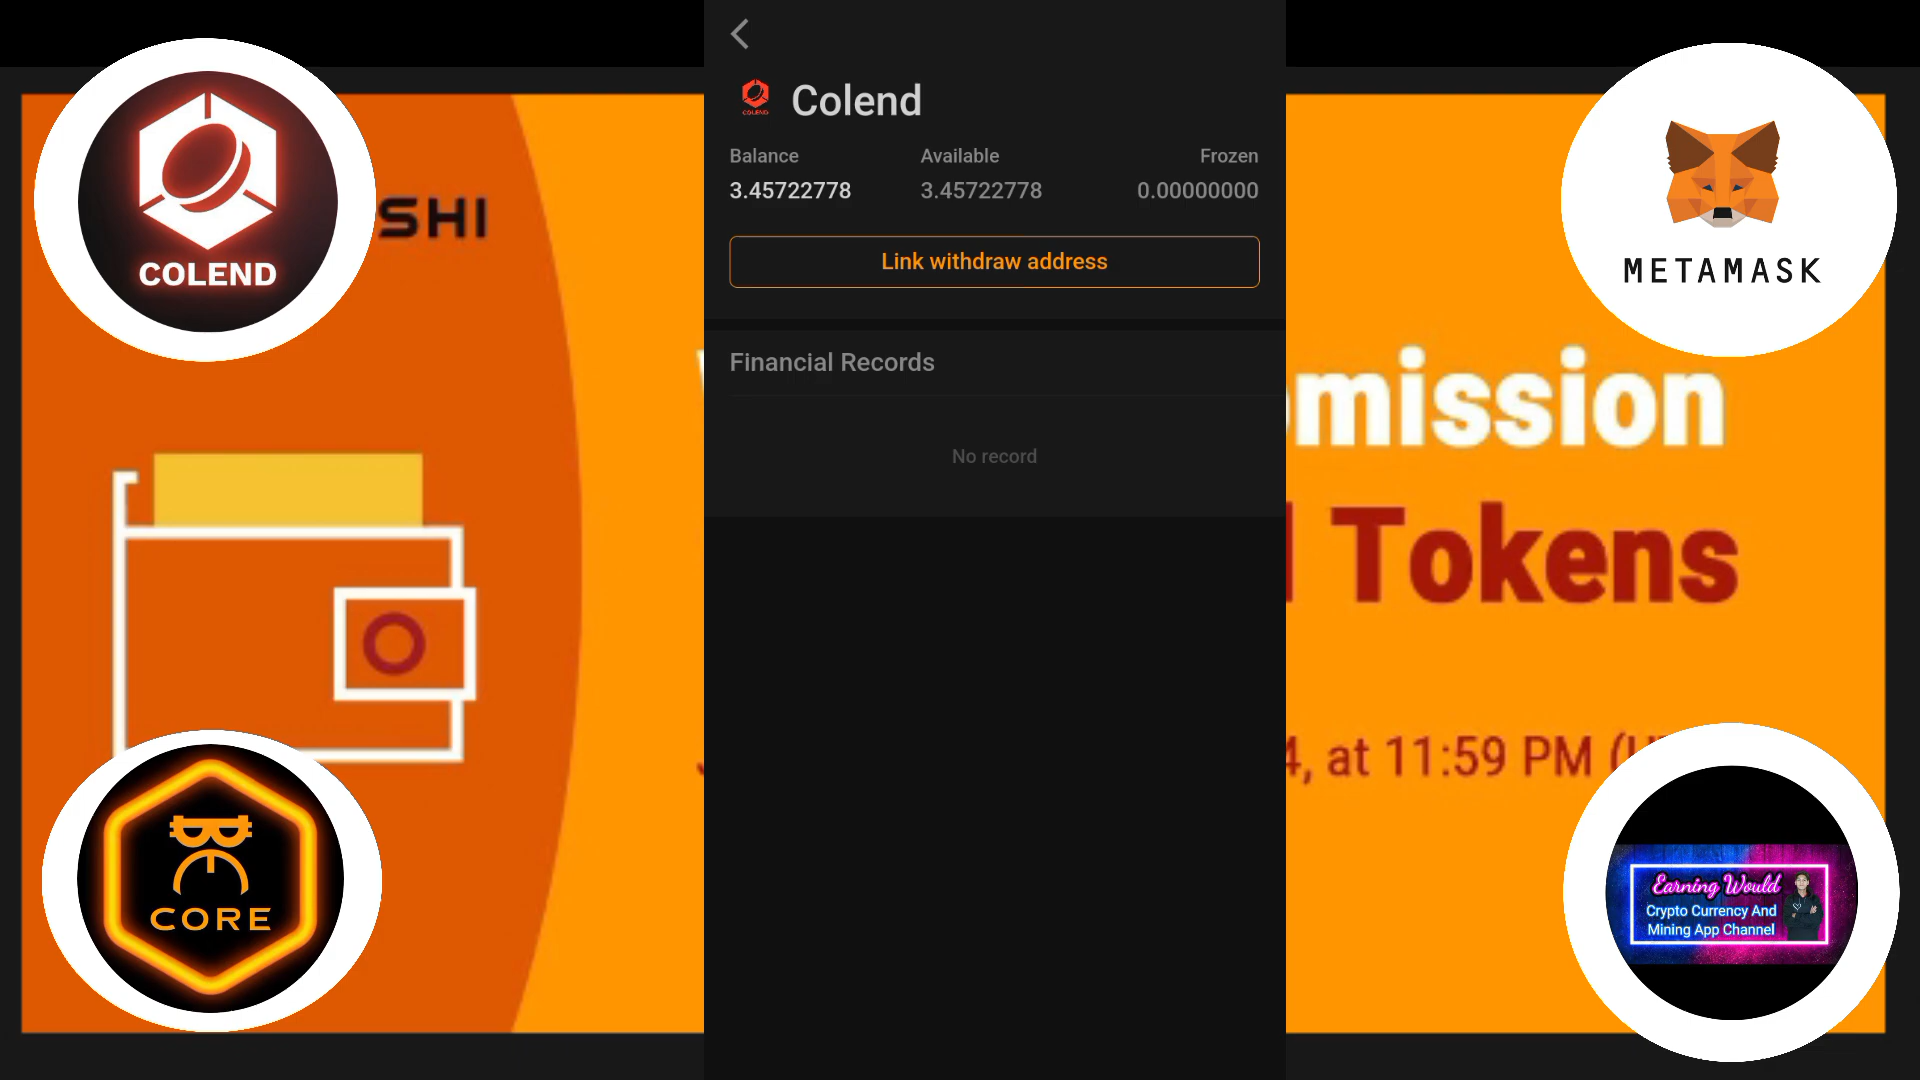 COLEND
SHI
CORE
Colend
COLEND
Balance
Available
Frozen
3.45722778
3.45722778
0.00000000
Link withdraw address
Financial Records
No record
METAMASK
mission
Tokens
4, at 11:59 PM
Earning Would
Crypto Currency And
Mining App Channel